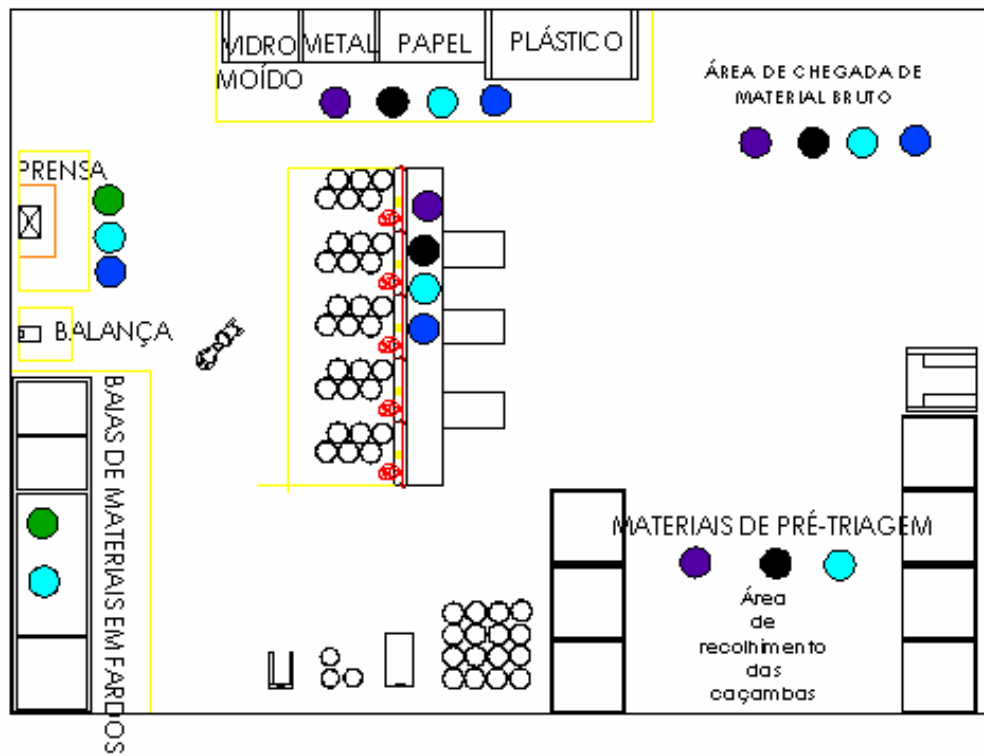 VIDRO METAL PAPEL PLÁSTICO
MOÍDO
ÁREA DE CHEGADA DE
MATERIAL BRUTO
PRENSA
BALANÇA
BAIAS DE MATERIAIS EM FARDOS
MATERIAIS DE PRÉ-TRIAGEM
Área
de
recolhimento
das
caçambas